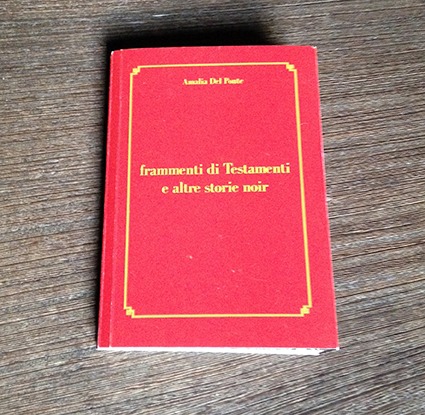 Amalia Del Ponte
frammenti di Testamenti
e altre storie noir